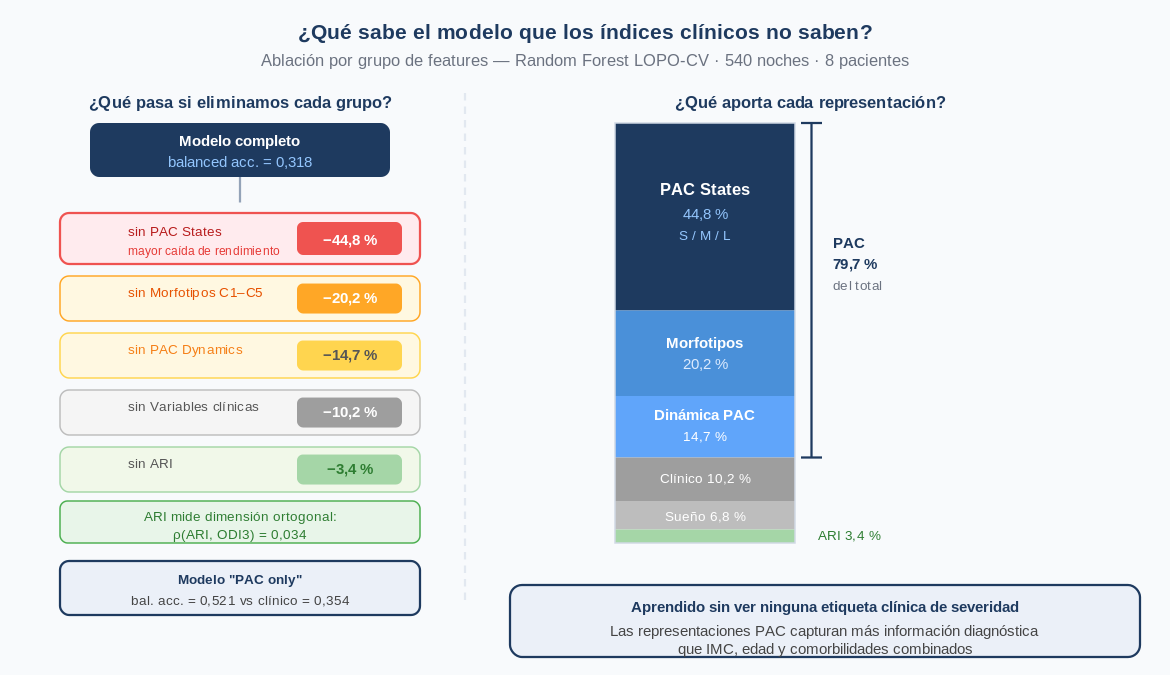 ¿Qué sabe el modelo que los índices clínicos no saben?
Ablación por grupo de features — Random Forest LOPO-CV · 540 noches · 8 pacientes
¿Qué pasa si eliminamos cada grupo?
Modelo completo
balanced acc. = 0,318
sin PAC States
mayor caída de rendimiento
−44,8 %
sin Morfotipos C1–C5
−20,2 %
sin PAC Dynamics
−14,7 %
sin Variables clínicas
−10,2 %
sin ARI
−3,4 %
ARI mide dimensión ortogonal:
ρ(ARI, ODI3) = 0,034
Modelo "PAC only"
bal. acc. = 0,521 vs clínico = 0,354
¿Qué aporta cada representación?
PAC States
44,8 %
S / M / L
Morfotipos
20,2 %
Dinámica PAC
14,7 %
Clínico 10,2 %
Sueño 6,8 %
ARI 3,4 %
PAC
79,7 %
del total
Aprendido sin ver ninguna etiqueta clínica de severidad
Las representaciones PAC capturan más información diagnóstica
que IMC, edad y comorbilidades combinados